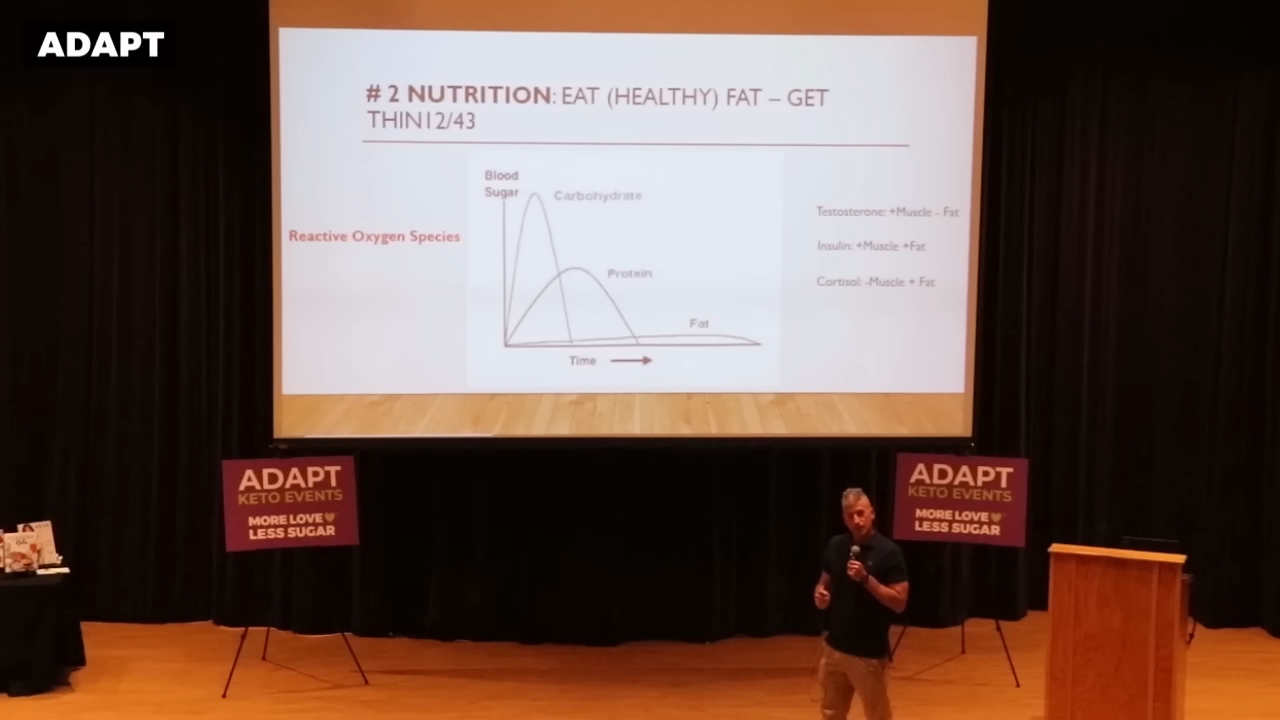 ADAPT
# 2 NUTRITION: EAT (HEALTHY) FAT – GET
THIN12/43
Blood
Sugar
Carbohydrate
Reactive Oxygen Species
Protein
Fat
Time
Testosterone: +Muscle - Fat
Insulin: +Muscle +Fat
Cortisol: -Muscle + Fat
ADAPT
KETO EVENTS
MORE LOVE
LESS SUGAR
ADAPT
KETO EVENTS
MORE LOVE
LESS SUGAR